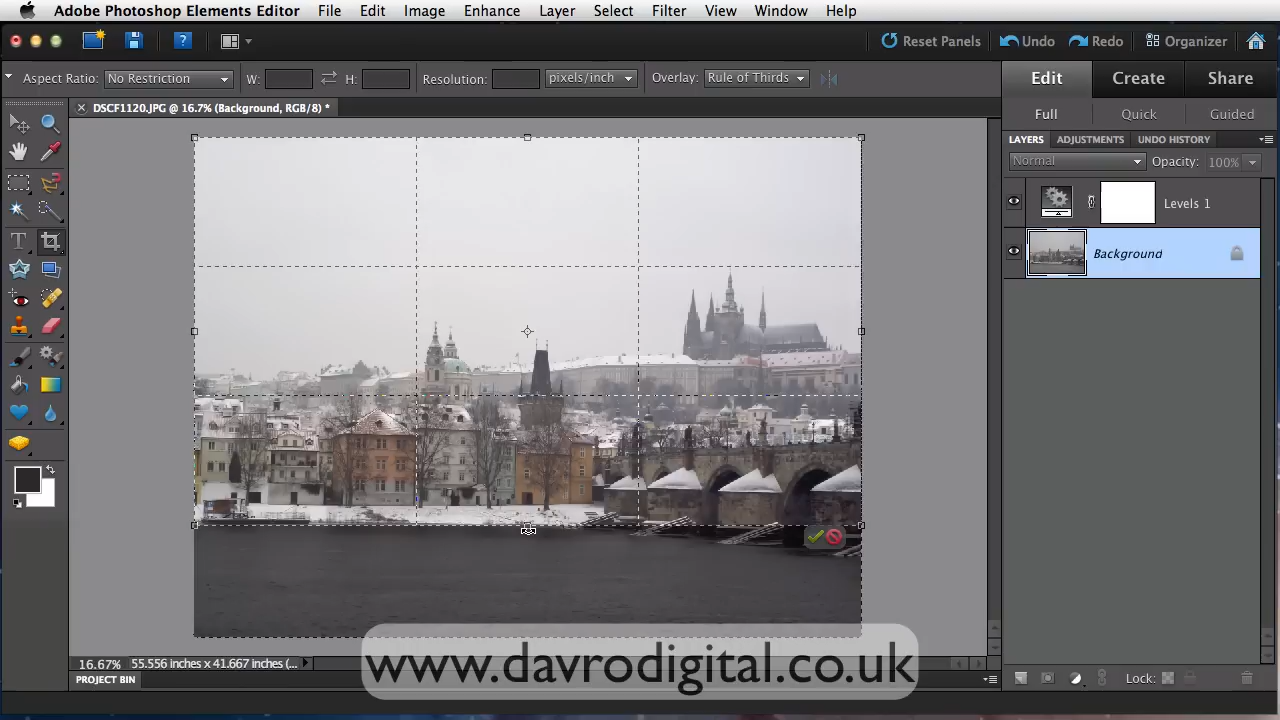 Adobe Photoshop Elements Editor File Edit Image Enhance Layer Select Filter View Window Help
Reset Panels Undo Redo Organizer
Aspect Ratio: No Restriction W: H: Resolution: pixels/inch Overlay: Rule of Thirds
Edit Create Share
DSCF1120.JPG @ 16.7% (Background, RGB/8) *
Full Quick Guided
LAYERS ADJUSTMENTS UNDO HISTORY
Normal Opacity: 100%
Levels 1
Background
16.67% 55.556 inches x 41.667 inches (...
PROJECT BIN
Lock:
www.davrodigital.co.uk